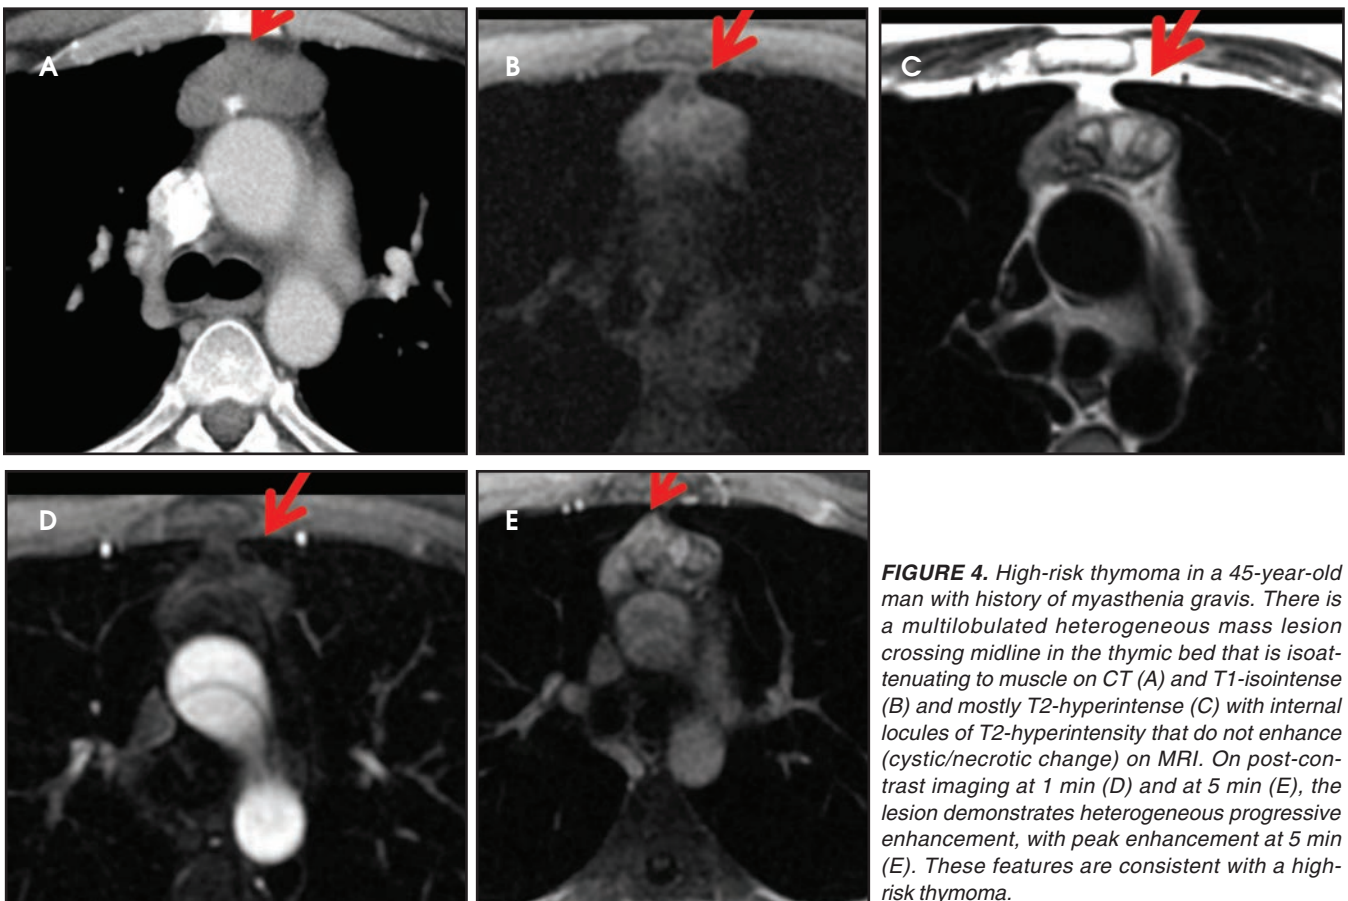 A
B
C
D
E
FIGURE 4. High-risk thymoma in a 45-year-old
man with history of myasthenia gravis. There is
a multilobulated heterogeneous mass lesion
crossing midline in the thymic bed that is isoat-
tenuating to muscle on CT (A) and T1-isointense
(B) and mostly T2-hyperintense (C) with internal
locules of T2-hyperintensity that do not enhance
(cystic/necrotic change) on MRI. On post-con-
trast imaging at 1 min (D) and at 5 min (E), the
lesion demonstrates heterogeneous progressive
enhancement, with peak enhancement at 5 min
(E). These features are consistent with a high-
risk thymoma.